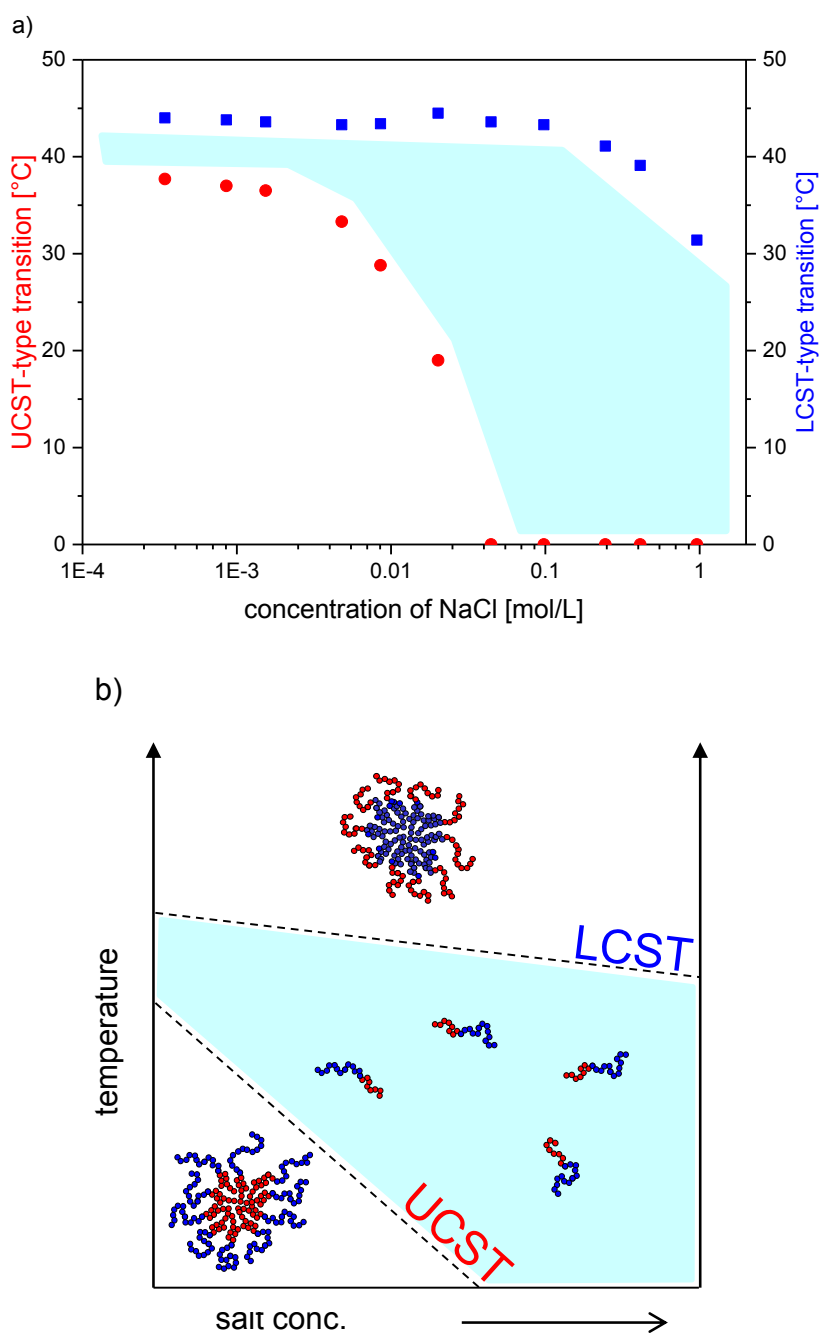 a)
50
40
30
20
10
0
UCST-type transition [°C]
50
40
30
20
10
0
LCST-type transition [°C]
1E-4
1E-3
0.01
0.1
1
concentration of NaCl [mol/L]
b)
LCST
temperature
UCST
salt conc.